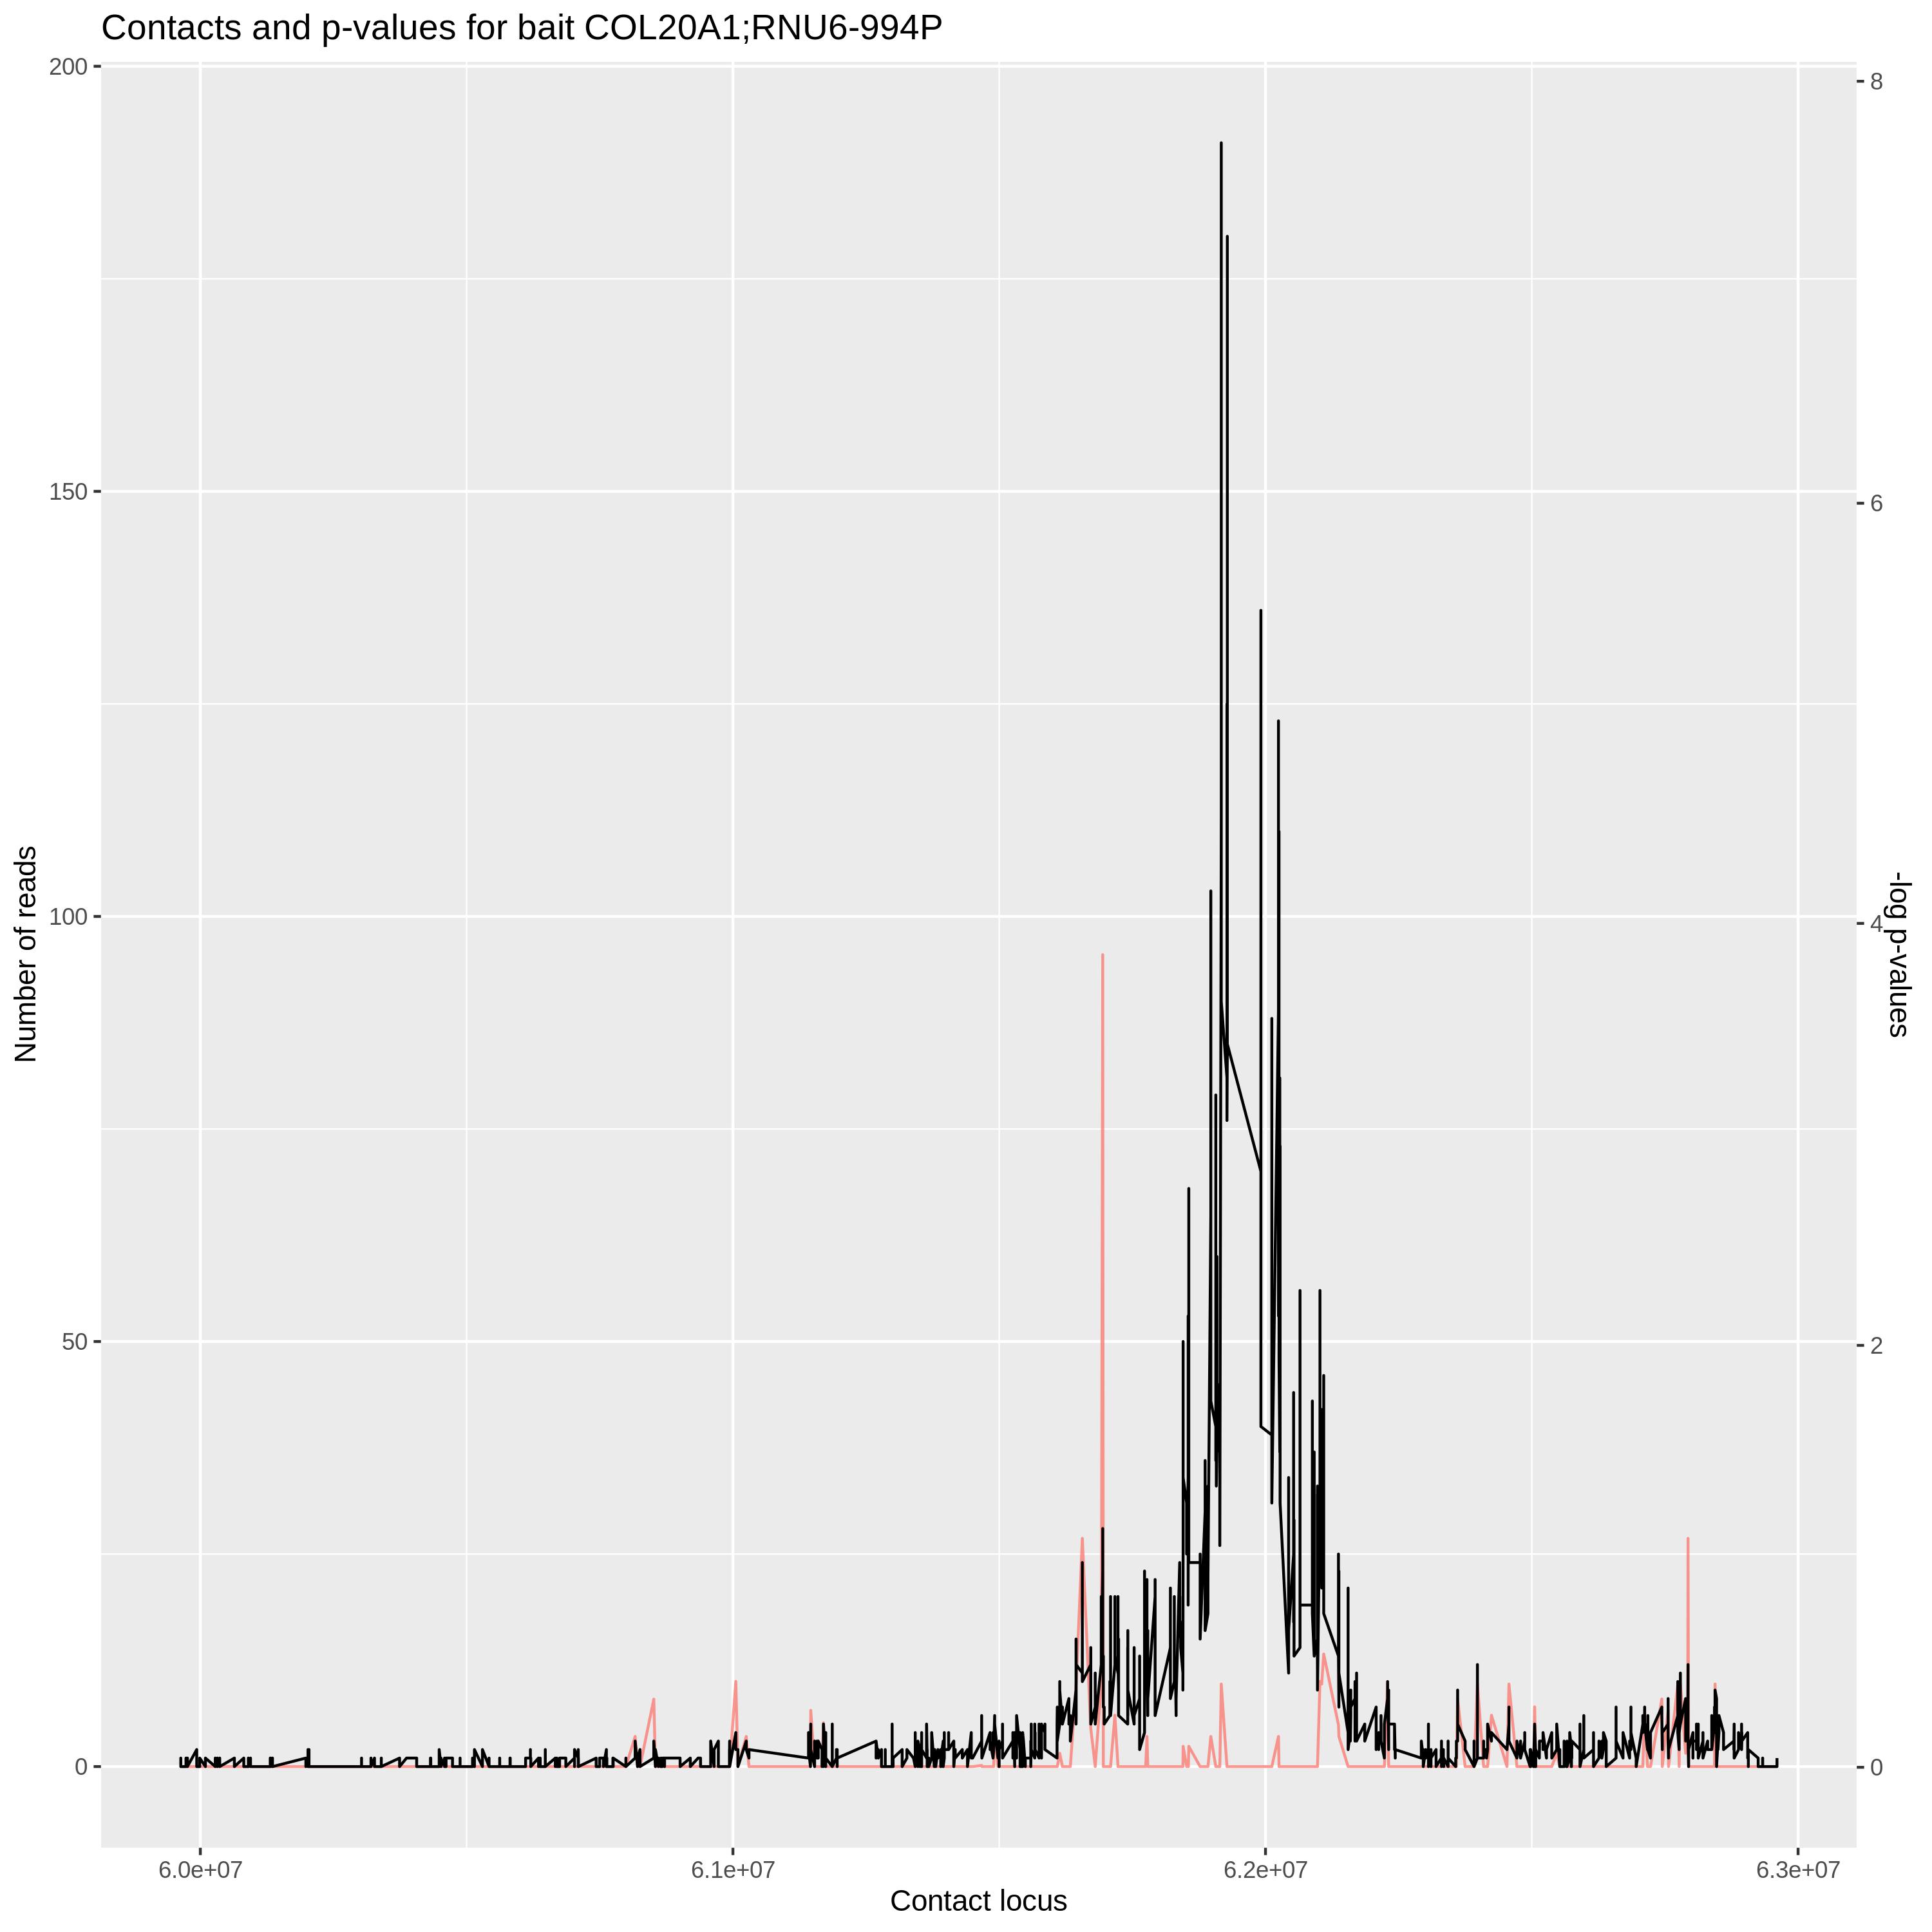 Contacts and p-values for bait COL20A1;RNU6-994P
200
150
100
50
0
Number of reads
8
6
4
2
0
-log p-values
6.0e+07
6.1e+07
6.2e+07
6.3e+07
Contact locus